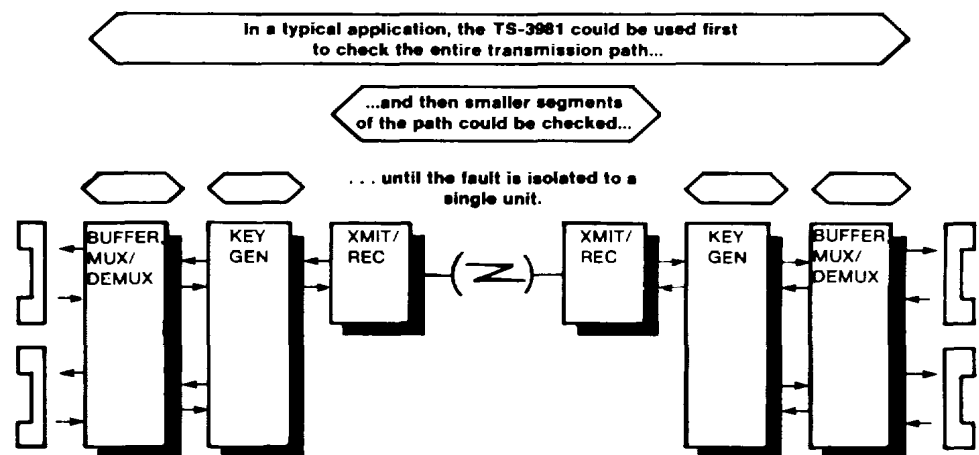 In a typical application, the TS-3981 could be used first
to check the entire transmission path...
...and then smaller segments
of the path could be checked...
. . . until the fault is isolated to a
single unit.
BUFFER,
MUX/
DEMUX
KEY
GEN
XMIT/
REC
XMIT/
REC
KEY
GEN
BUFFER,
MUX/
DEMUX